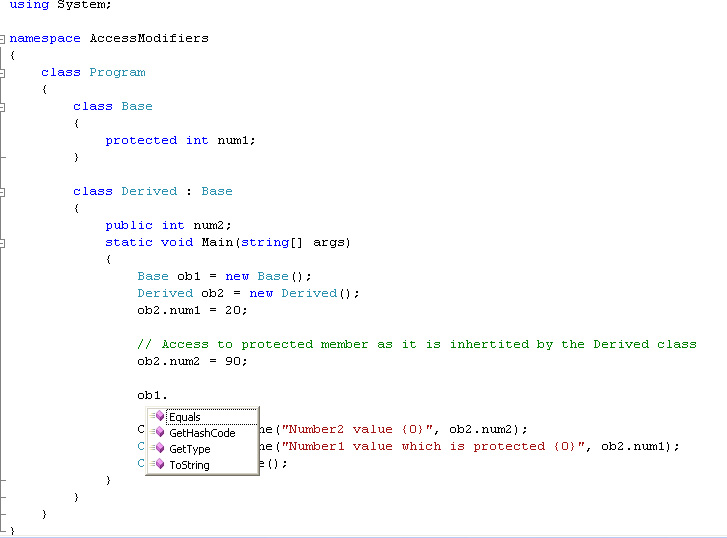 using System;
namespace AccessModifiers
{
class Program
{
class Base
{
protected int num1;
}
class Derived : Base
{
public int num2;
static void Main(string[] args)
{
Base ob1 = new Base();
Derived ob2 = new Derived();
ob2.num1 = 20;
// Access to protected member as it is inhertited by the Derived class
ob2.num2 = 90;
ob1.
Equals
GetHashCode
GetType
ToString
C ne("Number2 value {0}", ob2.num2);
C ne("Number1 value which is protected {0}", ob2.num1);
C e();
}
}
}
}